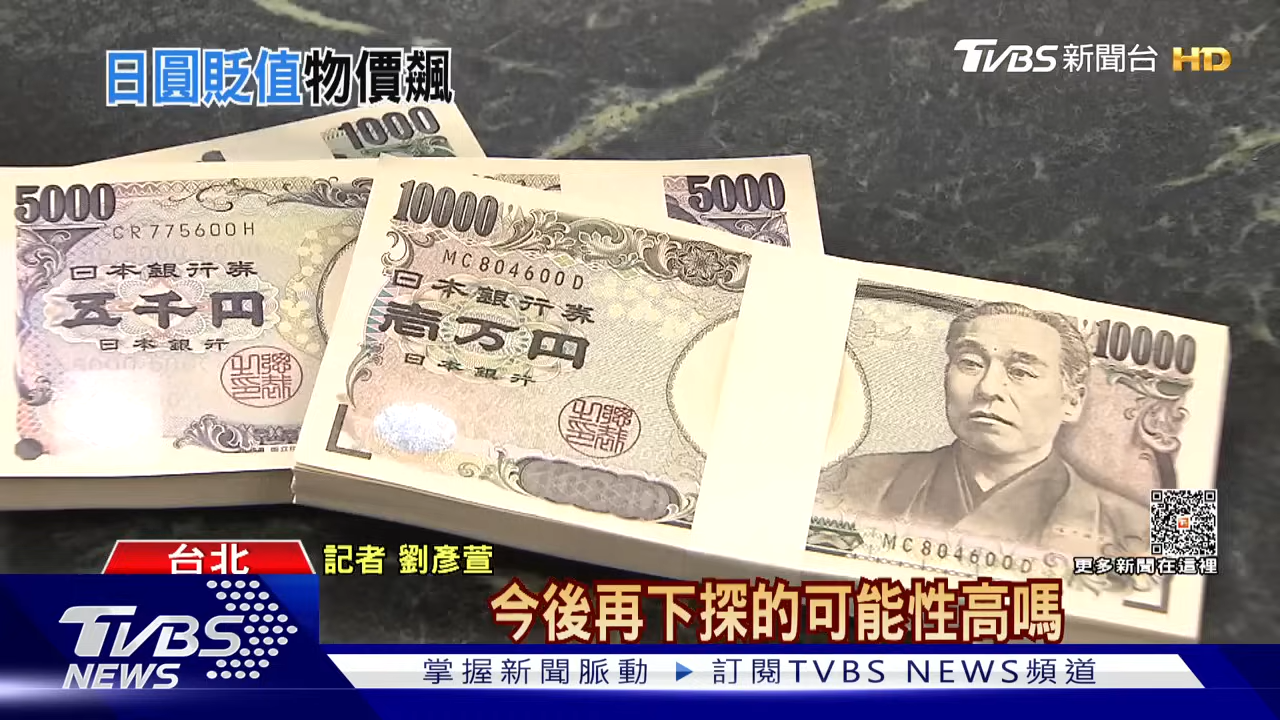 日圓貶值物價飆
TVBS新聞台 HD
1000
5000
CR775600H
日本銀行券
五千円
日本銀行
10000
MC804600D
日本銀行券
壱万円
日本銀行
5000
10000
MC804600D
更多新聞在這裡
台北
記者 劉彥萱
今後再下探的可能性高嗎
TVBS
NEWS
掌握新聞脈動 ▶ 訂閱TVBS NEWS頻道